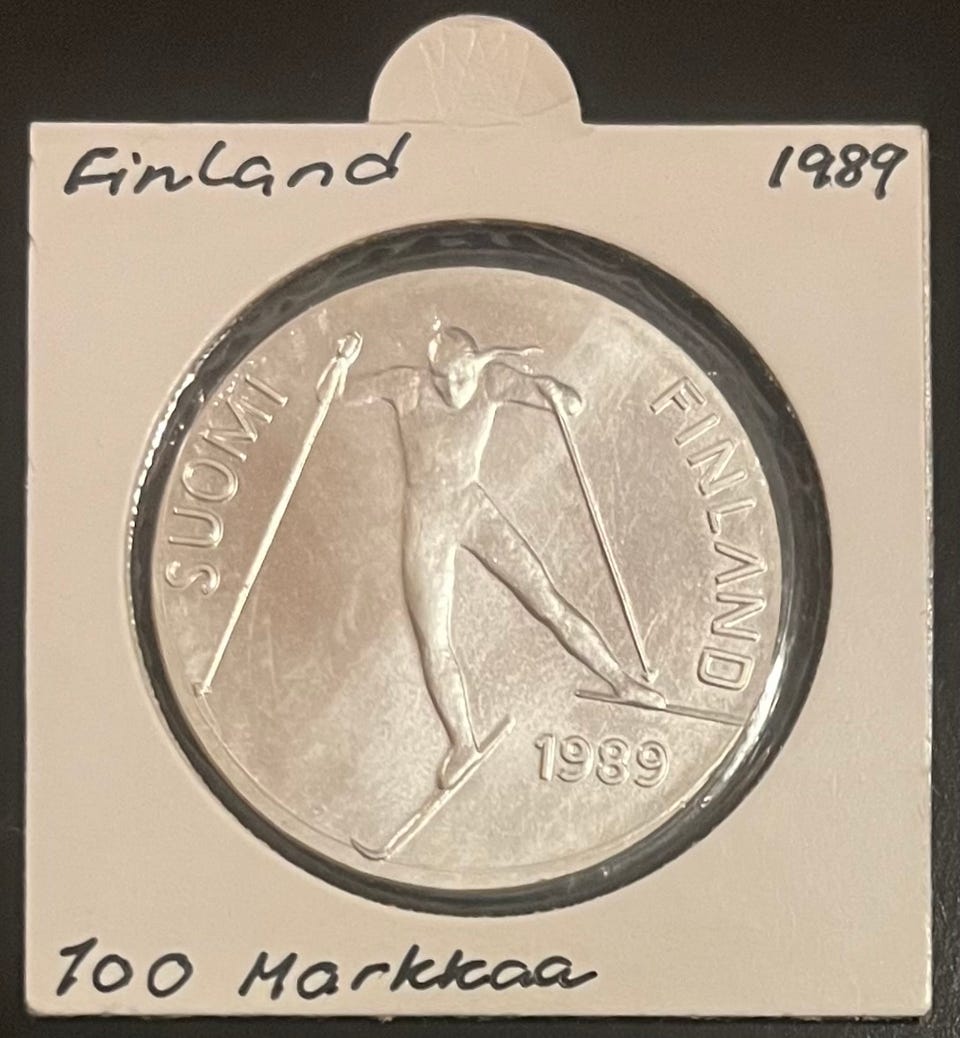 Finland 1989
SUOMI FINLAND
1989
100 Markkaa